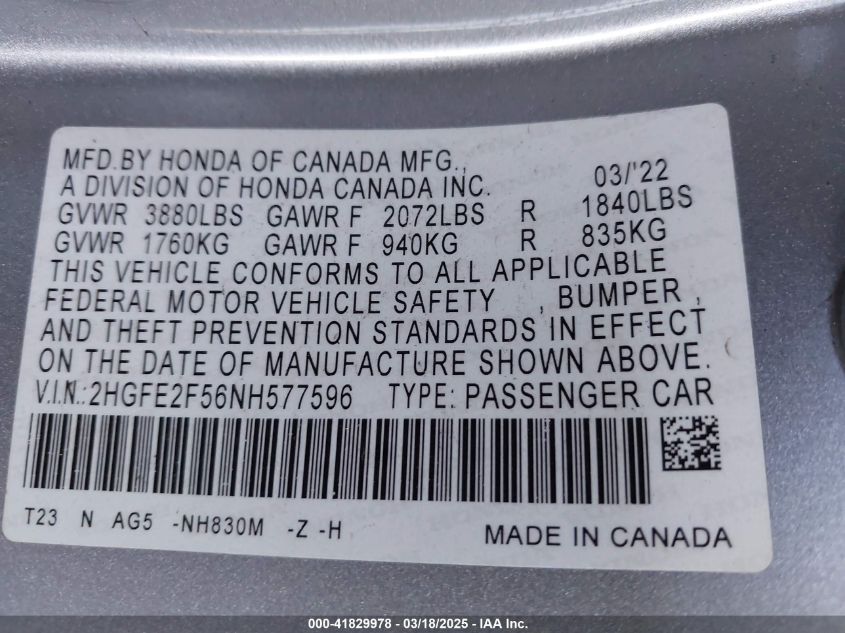 MFD.BY HONDA OF CANADA MFG.,
A DIVISION OF HONDA CANADA INC. 03/'22
GVWR 3880LBS GAWR F 2072LBS R 1840LBS
GVWR 1760KG GAWR F 940KG R 835KG
THIS VEHICLE CONFORMS TO ALL APPLICABLE
FEDERAL MOTOR VEHICLE SAFETY , BUMPER ,
AND THEFT PREVENTION STANDARDS IN EFFECT
ON THE DATE OF MANUFACTURE SHOWN ABOVE.
V.I.N.:2HGFE2F56NH577596 TYPE: PASSENGER CAR
T23 N AG5 -NH830M -Z -H
MADE IN CANADA
000-41829978 - 03/18/2025 - IAA Inc.